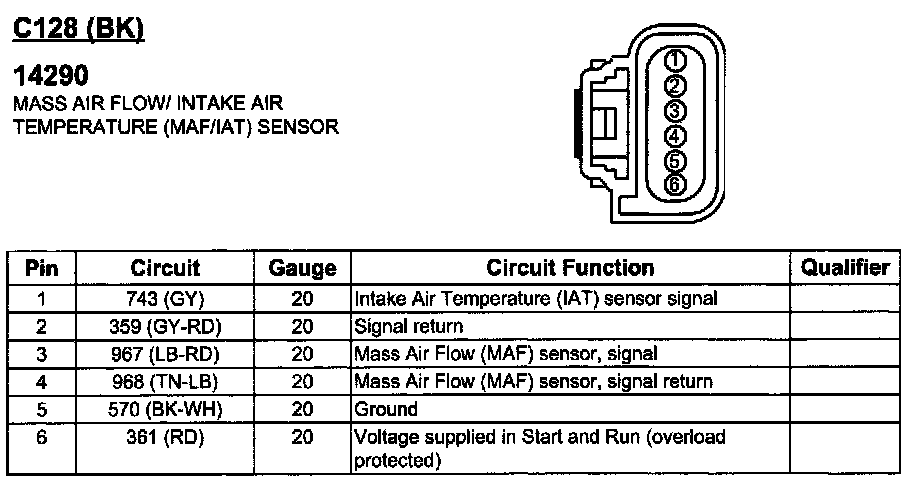 C128 (BK)
14290
MASS AIR FLOW/ INTAKE AIR
TEMPERATURE (MAF/IAT) SENSOR
1
2
3
4
5
6
Pin Circuit Gauge Circuit Function Qualifier
1 743 (GY) 20 Intake Air Temperature (IAT) sensor signal
2 359 (GY-RD) 20 Signal return
3 967 (LB-RD) 20 Mass Air Flow (MAF) sensor, signal
4 968 (TN-LB) 20 Mass Air Flow (MAF) sensor, signal return
5 570 (BK-WH) 20 Ground
6 361 (RD) 20 Voltage supplied in Start and Run (overload
protected)